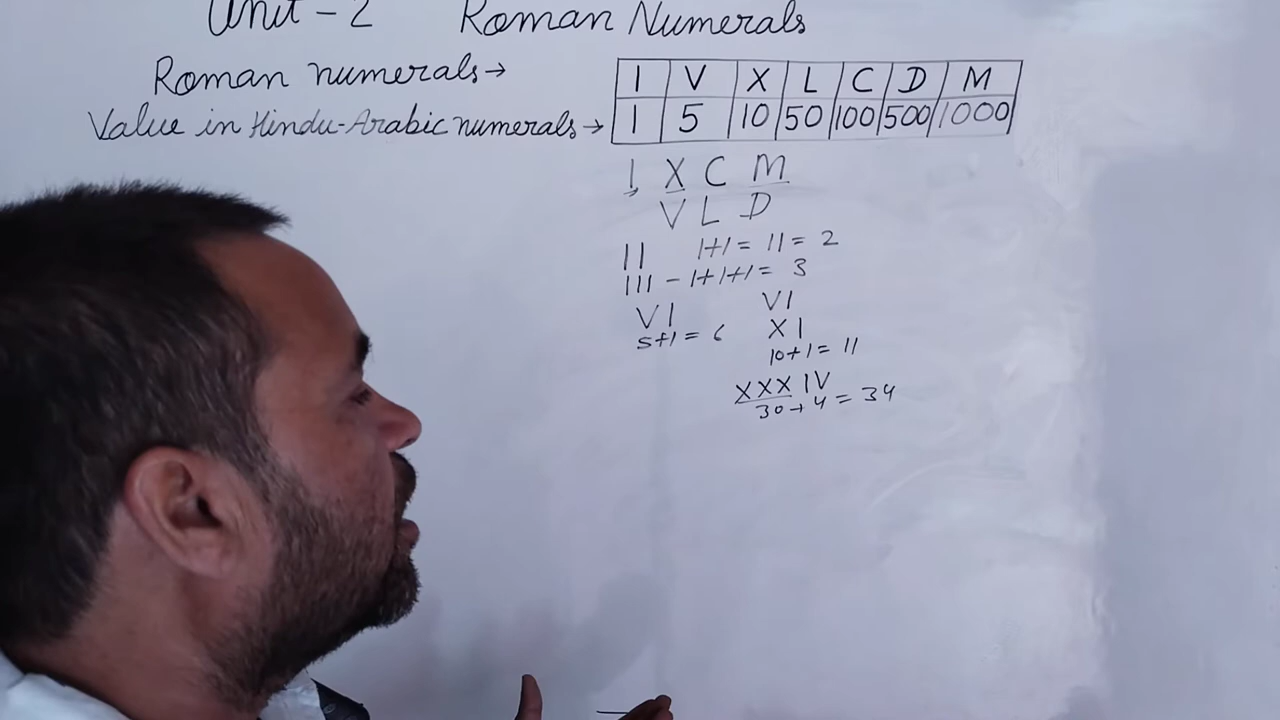 Unit - 2 Roman Numerals
Roman numerals → I V X L C D M
Value in Hindu-Arabic numerals → 1 5 10 50 100 500 1000
I X C M
V L D
II 1+1 = II = 2
III - 1+1+1 = 3
VI VI
5+1 = 6 XI
10+1 = 11
XXX IV
30+4 = 34